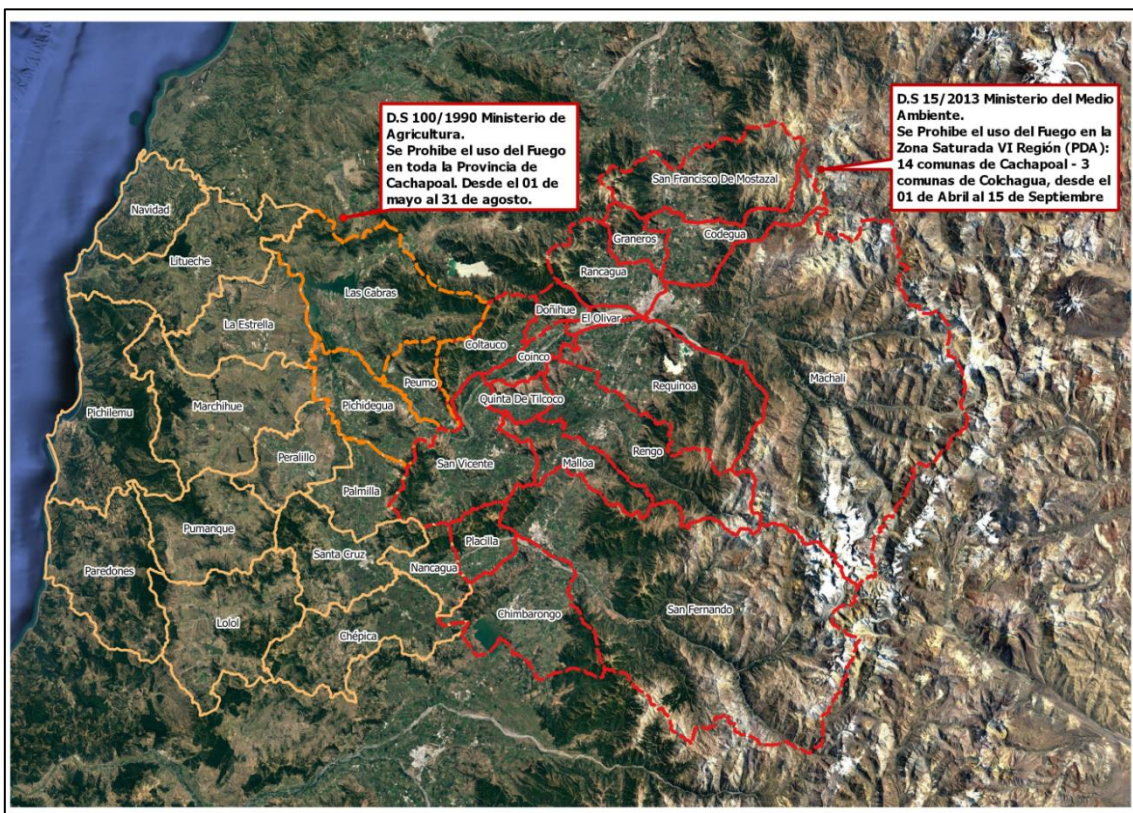 D.S 100/1990 Ministerio de
Agricultura.
Se Prohibe el uso del Fuego
en toda la Provincia de
Cachapoal. Desde el 01 de
mayo al 31 de agosto.
D.S 15/2013 Ministerio del Medio
Ambiente.
Se Prohibe el uso del Fuego en la
Zona Saturada VI Región (PDA):
14 comunas de Cachapoal - 3
comunas de Colchagua, desde el
01 de Abril al 15 de Septiembre
San Francisco De Mostazal
Navidad
Graneros
Codegua
Litueche
Rancagua
Las Cabras
Doñihue
El Olivar
La Estrella
Coltauco
Coinco
Machali
Peumo
Requinoa
Pichidegua
Quinta De Tilcoco
Marchihue
Pichilemu
Peralillo
San Vicente
Malloa
Rengo
Palmilla
Pumanque
Placilla
Santa Cruz
Nancagua
Paredones
San Fernando
Chimbarongo
Lolol
Chépica